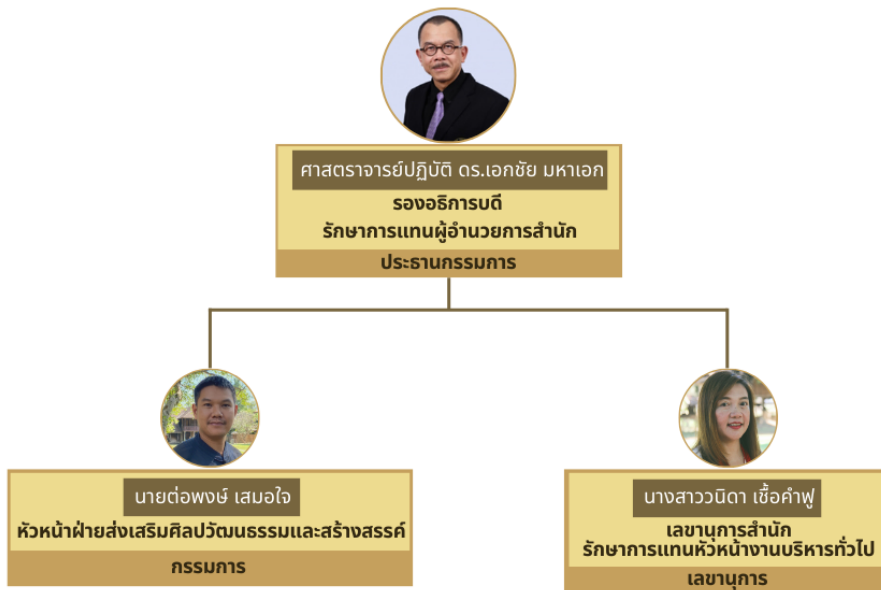 ศาสตราจารย์ปฏิบัติ ดร.เอกชัย มหาเอก
รองอธิการบดี
รักษาการแทนผู้อำนวยการสำนัก
ประธานกรรมการ
นายต่อพงษ์ เสมอใจ
หัวหน้าฝ่ายส่งเสริมศิลปวัฒนธรรมและสร้างสรรค์
กรรมการ
นางสาววนิดา เชื้อคำฟู
เลขานุการสำนัก
รักษาการแทนหัวหน้างานบริหารทั่วไป
เลขานุการ